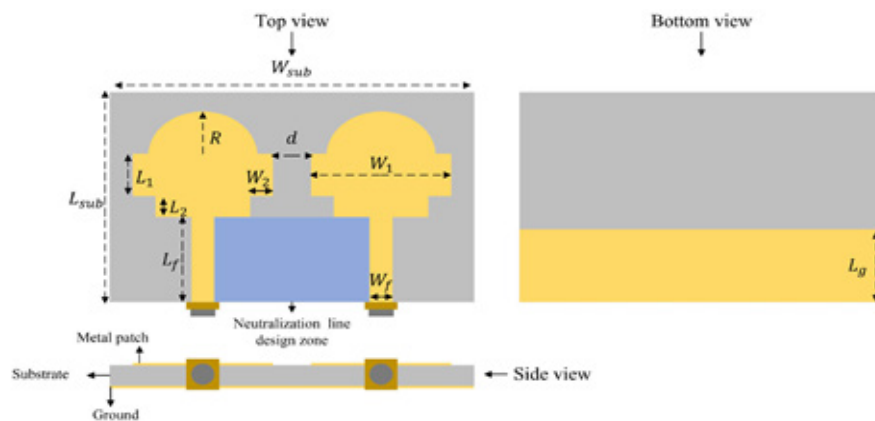 Top view
Bottom view
W_sub
R
d
L_1
W_2
W_1
L_sub
L_2
L_f
W_f
L_g
Neutralization line
design zone
Metal patch
Substrate
Side view
Ground